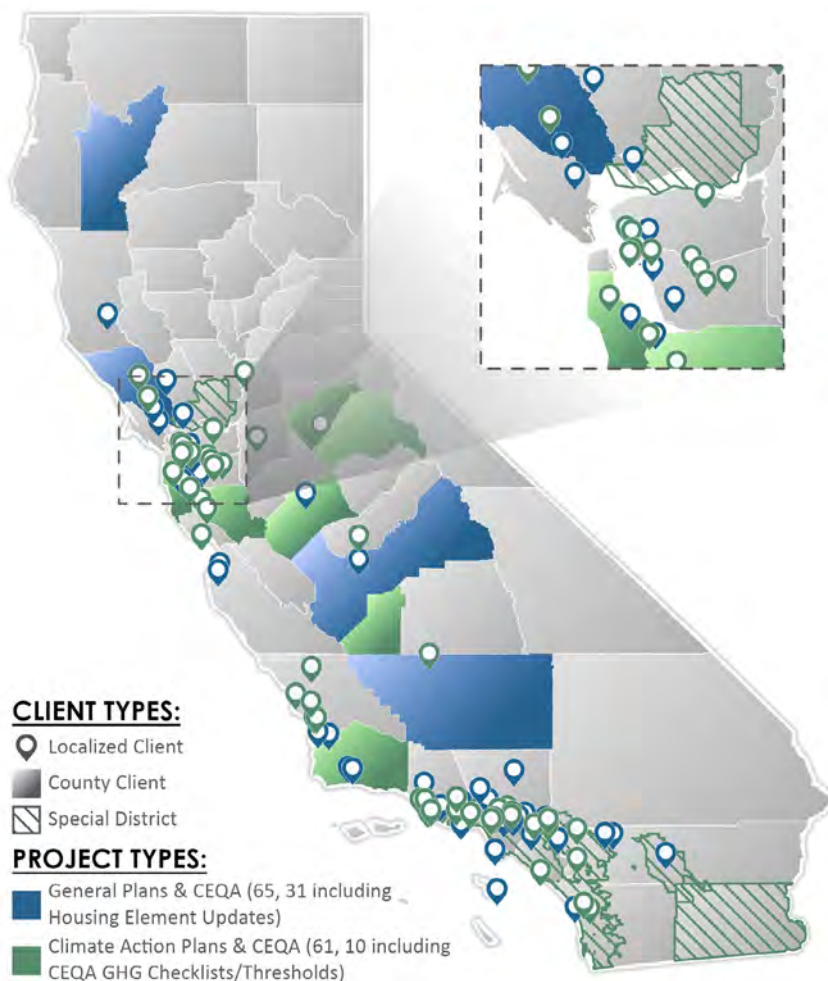 CLIENT TYPES:
Localized Client
County Client
Special District
PROJECT TYPES:
General Plans & CEQA (65, 31 including
Housing Element Updates)
Climate Action Plans & CEQA (61, 10 including
CEQA GHG Checklists/Thresholds)